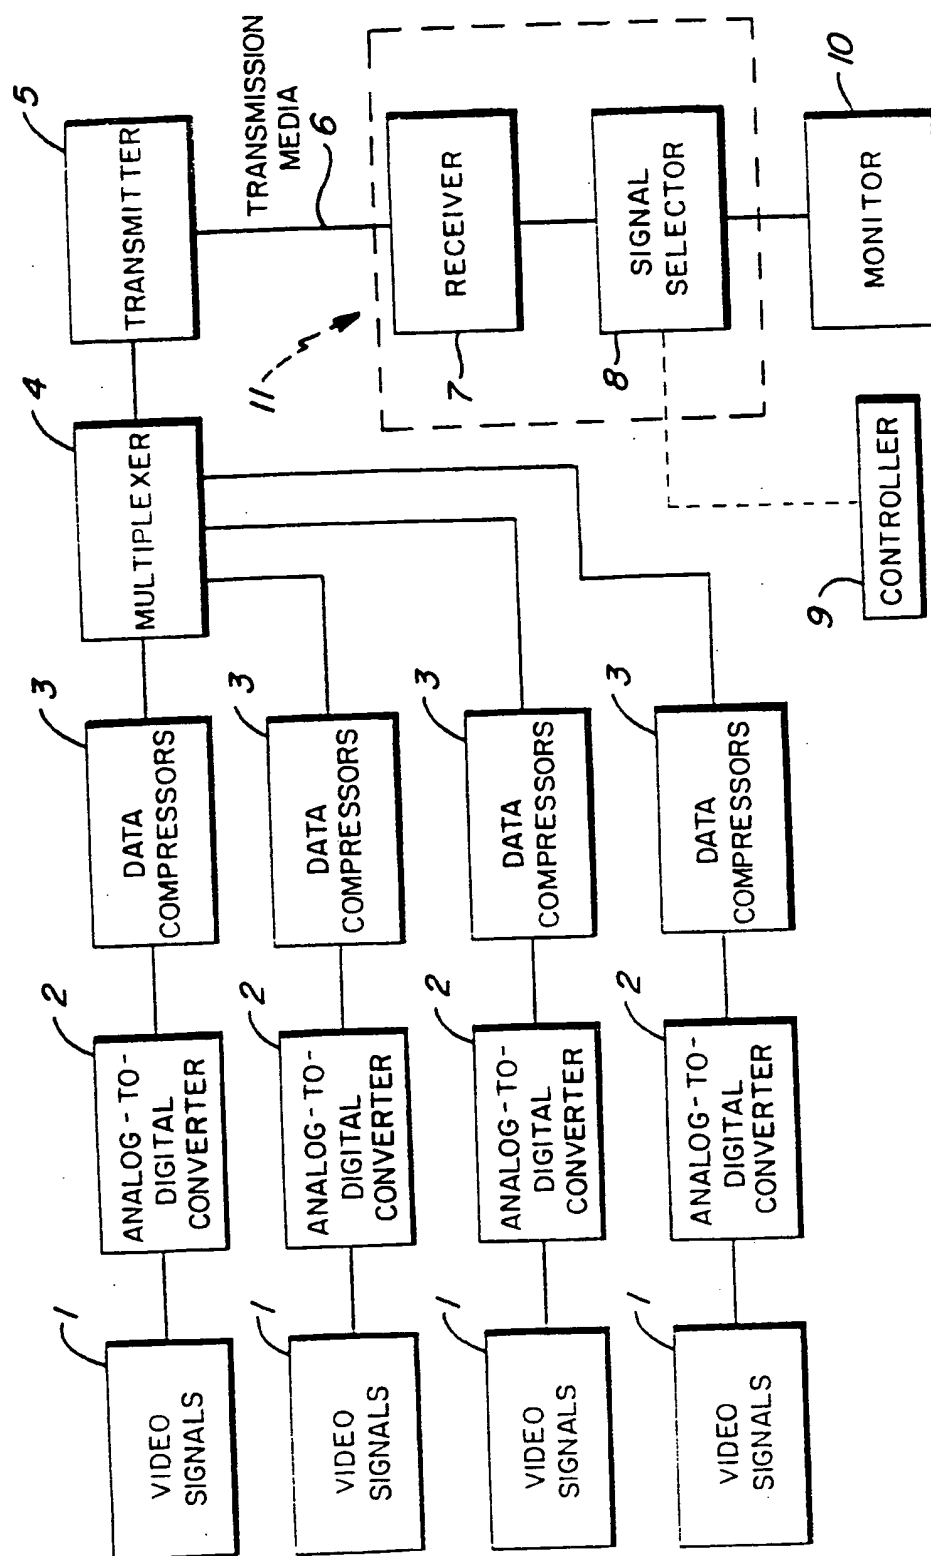 1
VIDEO
SIGNALS
2
ANALOG-TO-
DIGITAL
CONVERTER
3
DATA
COMPRESSORS
4
MULTIPLEXER
5
TRANSMITTER
1
VIDEO
SIGNALS
2
ANALOG-TO-
DIGITAL
CONVERTER
3
DATA
COMPRESSORS
1
VIDEO
SIGNALS
2
ANALOG-TO-
DIGITAL
CONVERTER
3
DATA
COMPRESSORS
1
VIDEO
SIGNALS
2
ANALOG-TO-
DIGITAL
CONVERTER
3
DATA
COMPRESSORS
TRANSMISSION
MEDIA
6
11
RECEIVER
7
SIGNAL
SELECTOR
8
CONTROLLER
9
MONITOR
10